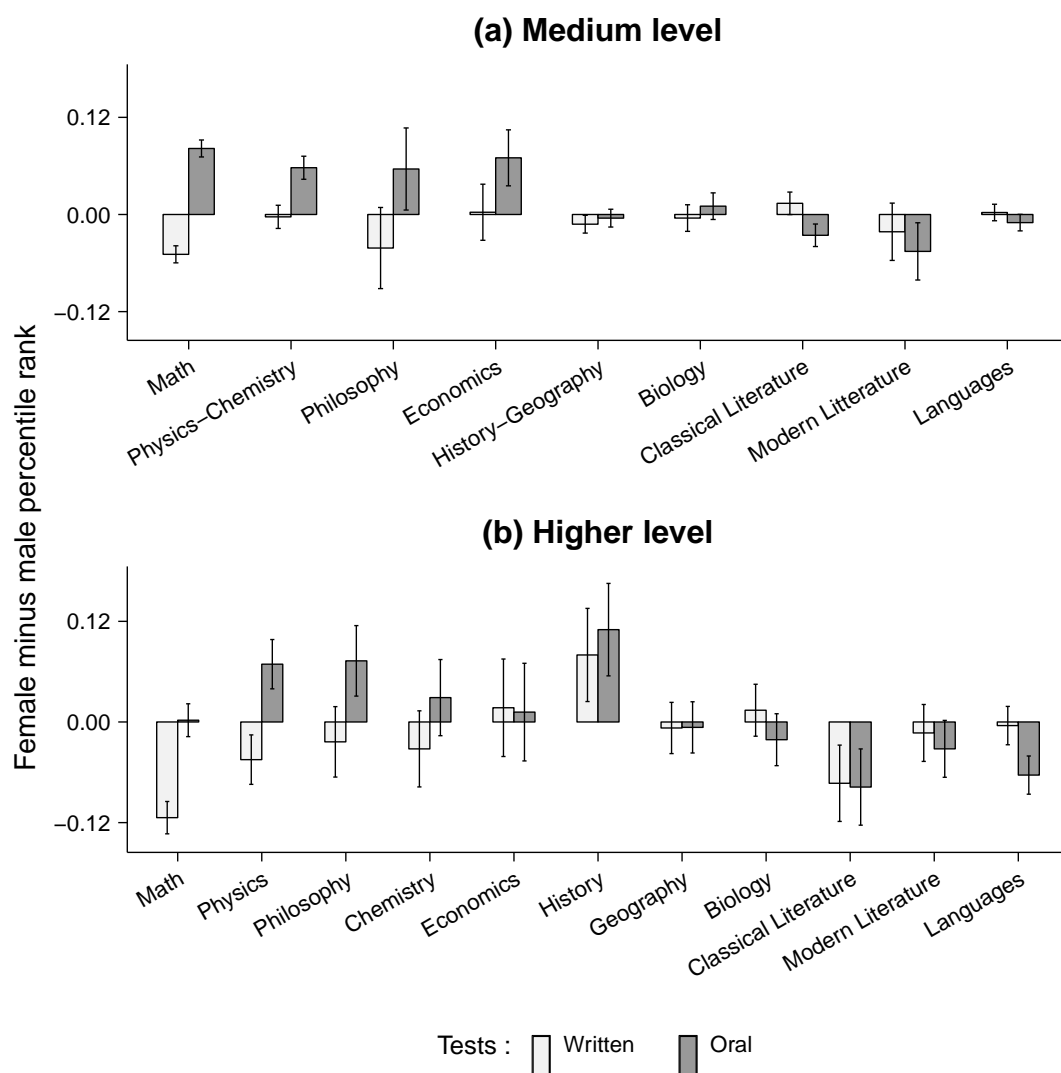 (a) Medium level
Female minus male percentile rank
0.12
0.00
−0.12
Math
Physics−Chemistry
Philosophy
Economics
History−Geography
Biology
Classical Literature
Modern Litterature
Languages
(b) Higher level
0.12
0.00
−0.12
Math
Physics
Philosophy
Chemistry
Economics
History
Geography
Biology
Classical Literature
Modern Literature
Languages
Tests : Written Oral